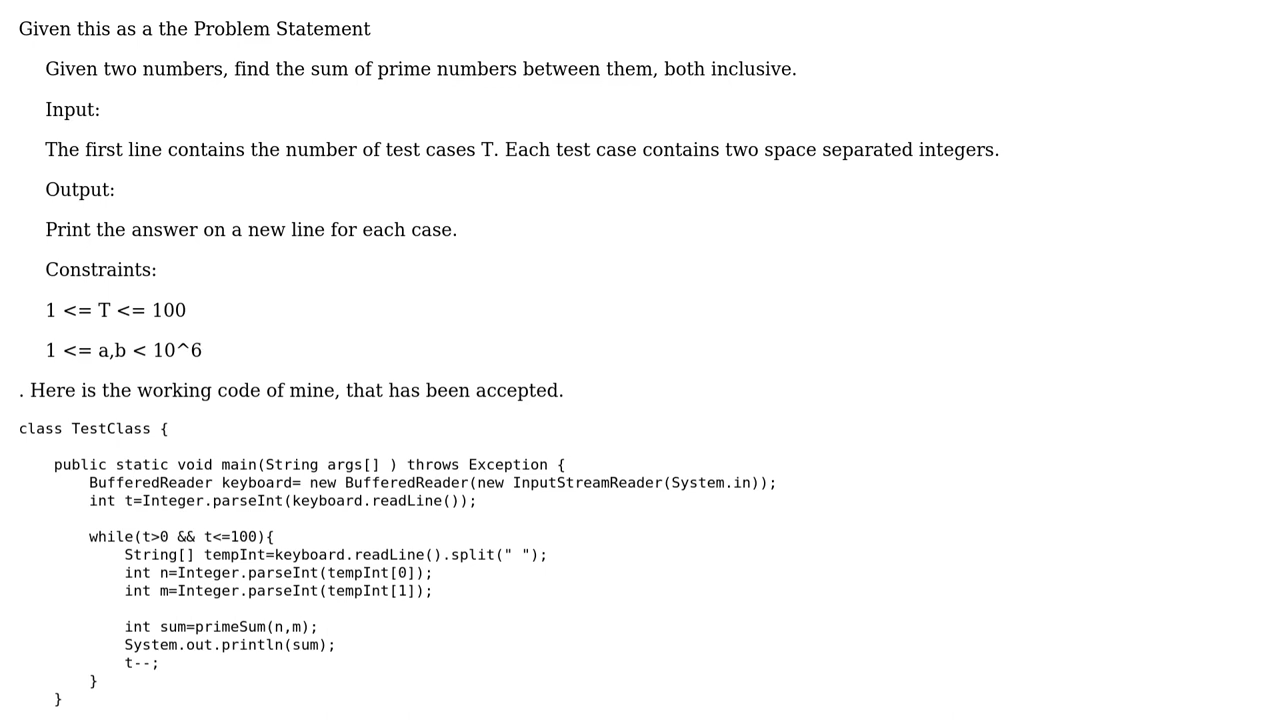 Given this as a the Problem Statement
Given two numbers, find the sum of prime numbers between them, both inclusive.
Input:
The first line contains the number of test cases T. Each test case contains two space separated integers.
Output:
Print the answer on a new line for each case.
Constraints:
1 <= T <= 100
1 <= a,b < 10^6
. Here is the working code of mine, that has been accepted.
class TestClass {
    public static void main(String args[] ) throws Exception {
        BufferedReader keyboard= new BufferedReader(new InputStreamReader(System.in));
        int t=Integer.parseInt(keyboard.readLine());
        while(t>0 && t<=100){
            String[] tempInt=keyboard.readLine().split(" ");
            int n=Integer.parseInt(tempInt[0]);
            int m=Integer.parseInt(tempInt[1]);
            int sum=primeSum(n,m);
            System.out.println(sum);
            t--;
        }
    }